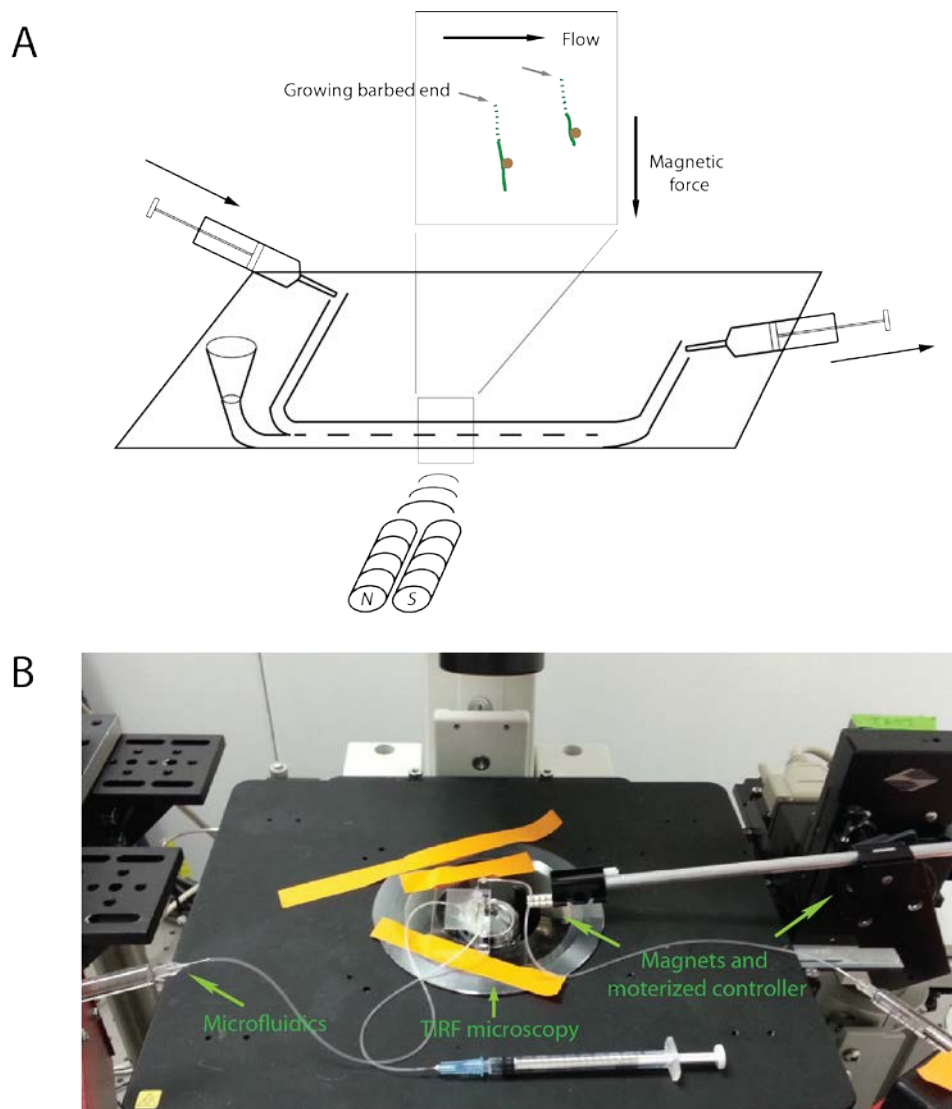 A
Flow
Growing barbed end
Magnetic
force
N S
B
Magnets and
moterized controller
Microfluidics
TIRF microscopy